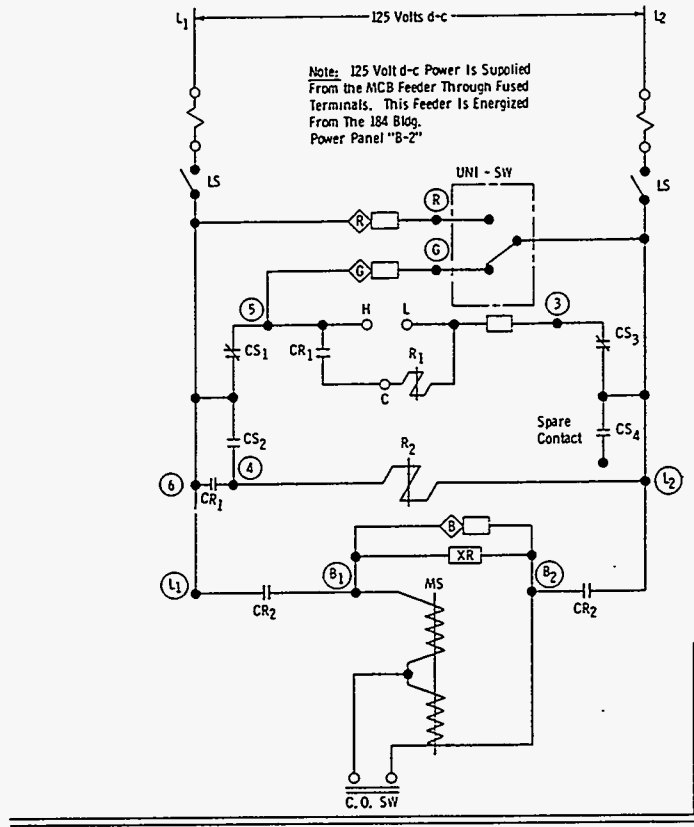 L1
125 Volts d-c
L2
Note: 125 Volt d-c Power Is Supplied
From the MCB Feeder Through Fused
Terminals. This Feeder Is Energized
From The 184 Bldg.
Power Panel "B-2"
LS
UNI - SW
LS
R
R
G
G
5
H
L
3
CS1
CR1
R1
CS3
C
CS2
R2
Spare
Contact
CS4
6
CR1
4
L2
B
XR
L1
B1
B2
CR2
MS
CR2
C.O. SW